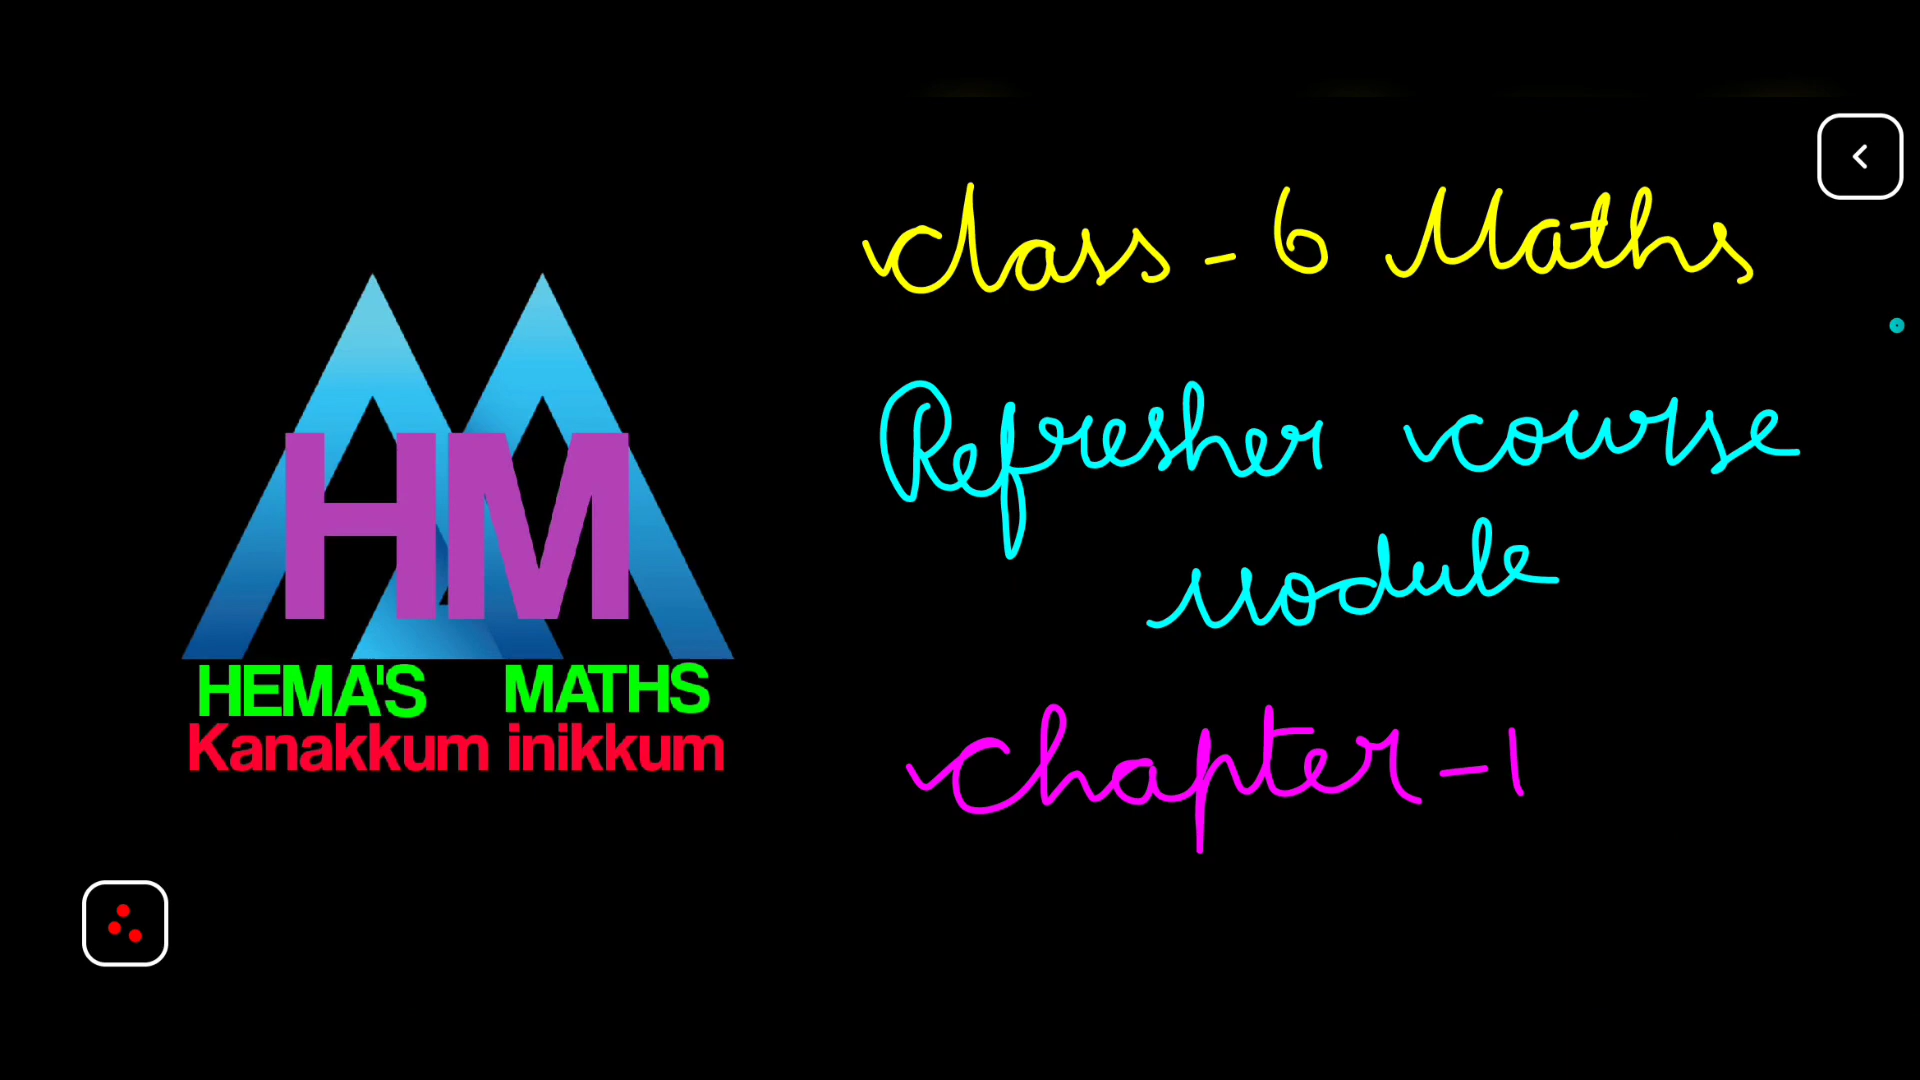 HM
HEMA'S MATHS
Kanakkum inikkum
Class - 6 Maths
Refresher course
Module
Chapter - 1